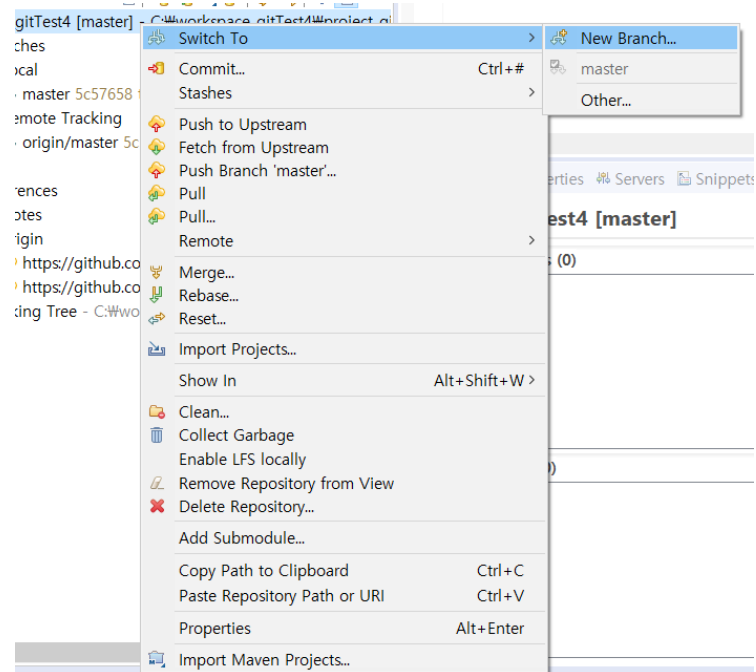 gitTest4 [master] - C:₩workspace_gitTest4₩project_gi
Switch To
New Branch...
master
Other...
ches
ocal
Commit... Ctrl+#
master 5c57658
Stashes
emote Tracking
Push to Upstream
origin/master 5c
Fetch from Upstream
Push Branch 'master'...
rences
Pull
erties Servers Snippets
otes
Pull...
est4 [master]
igin
Remote
https://github.co
Merge...
s (0)
https://github.co
Rebase...
king Tree - C:₩wo
Reset...
Import Projects...
Show In Alt+Shift+W
Clean...
Collect Garbage
Enable LFS locally
0)
Remove Repository from View
Delete Repository...
Add Submodule...
Copy Path to Clipboard Ctrl+C
Paste Repository Path or URI Ctrl+V
Properties Alt+Enter
Import Maven Projects...